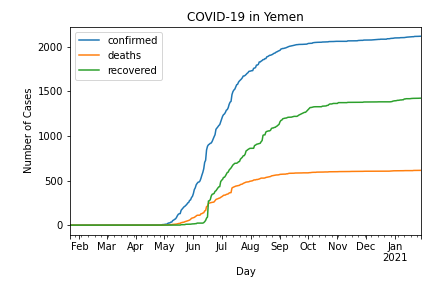 COVID-19 in Yemen
confirmed
deaths
recovered
Number of Cases
2000
1500
1000
500
0
Feb Mar Apr May Jun Jul Aug Sep Oct Nov Dec Jan
2021
Day